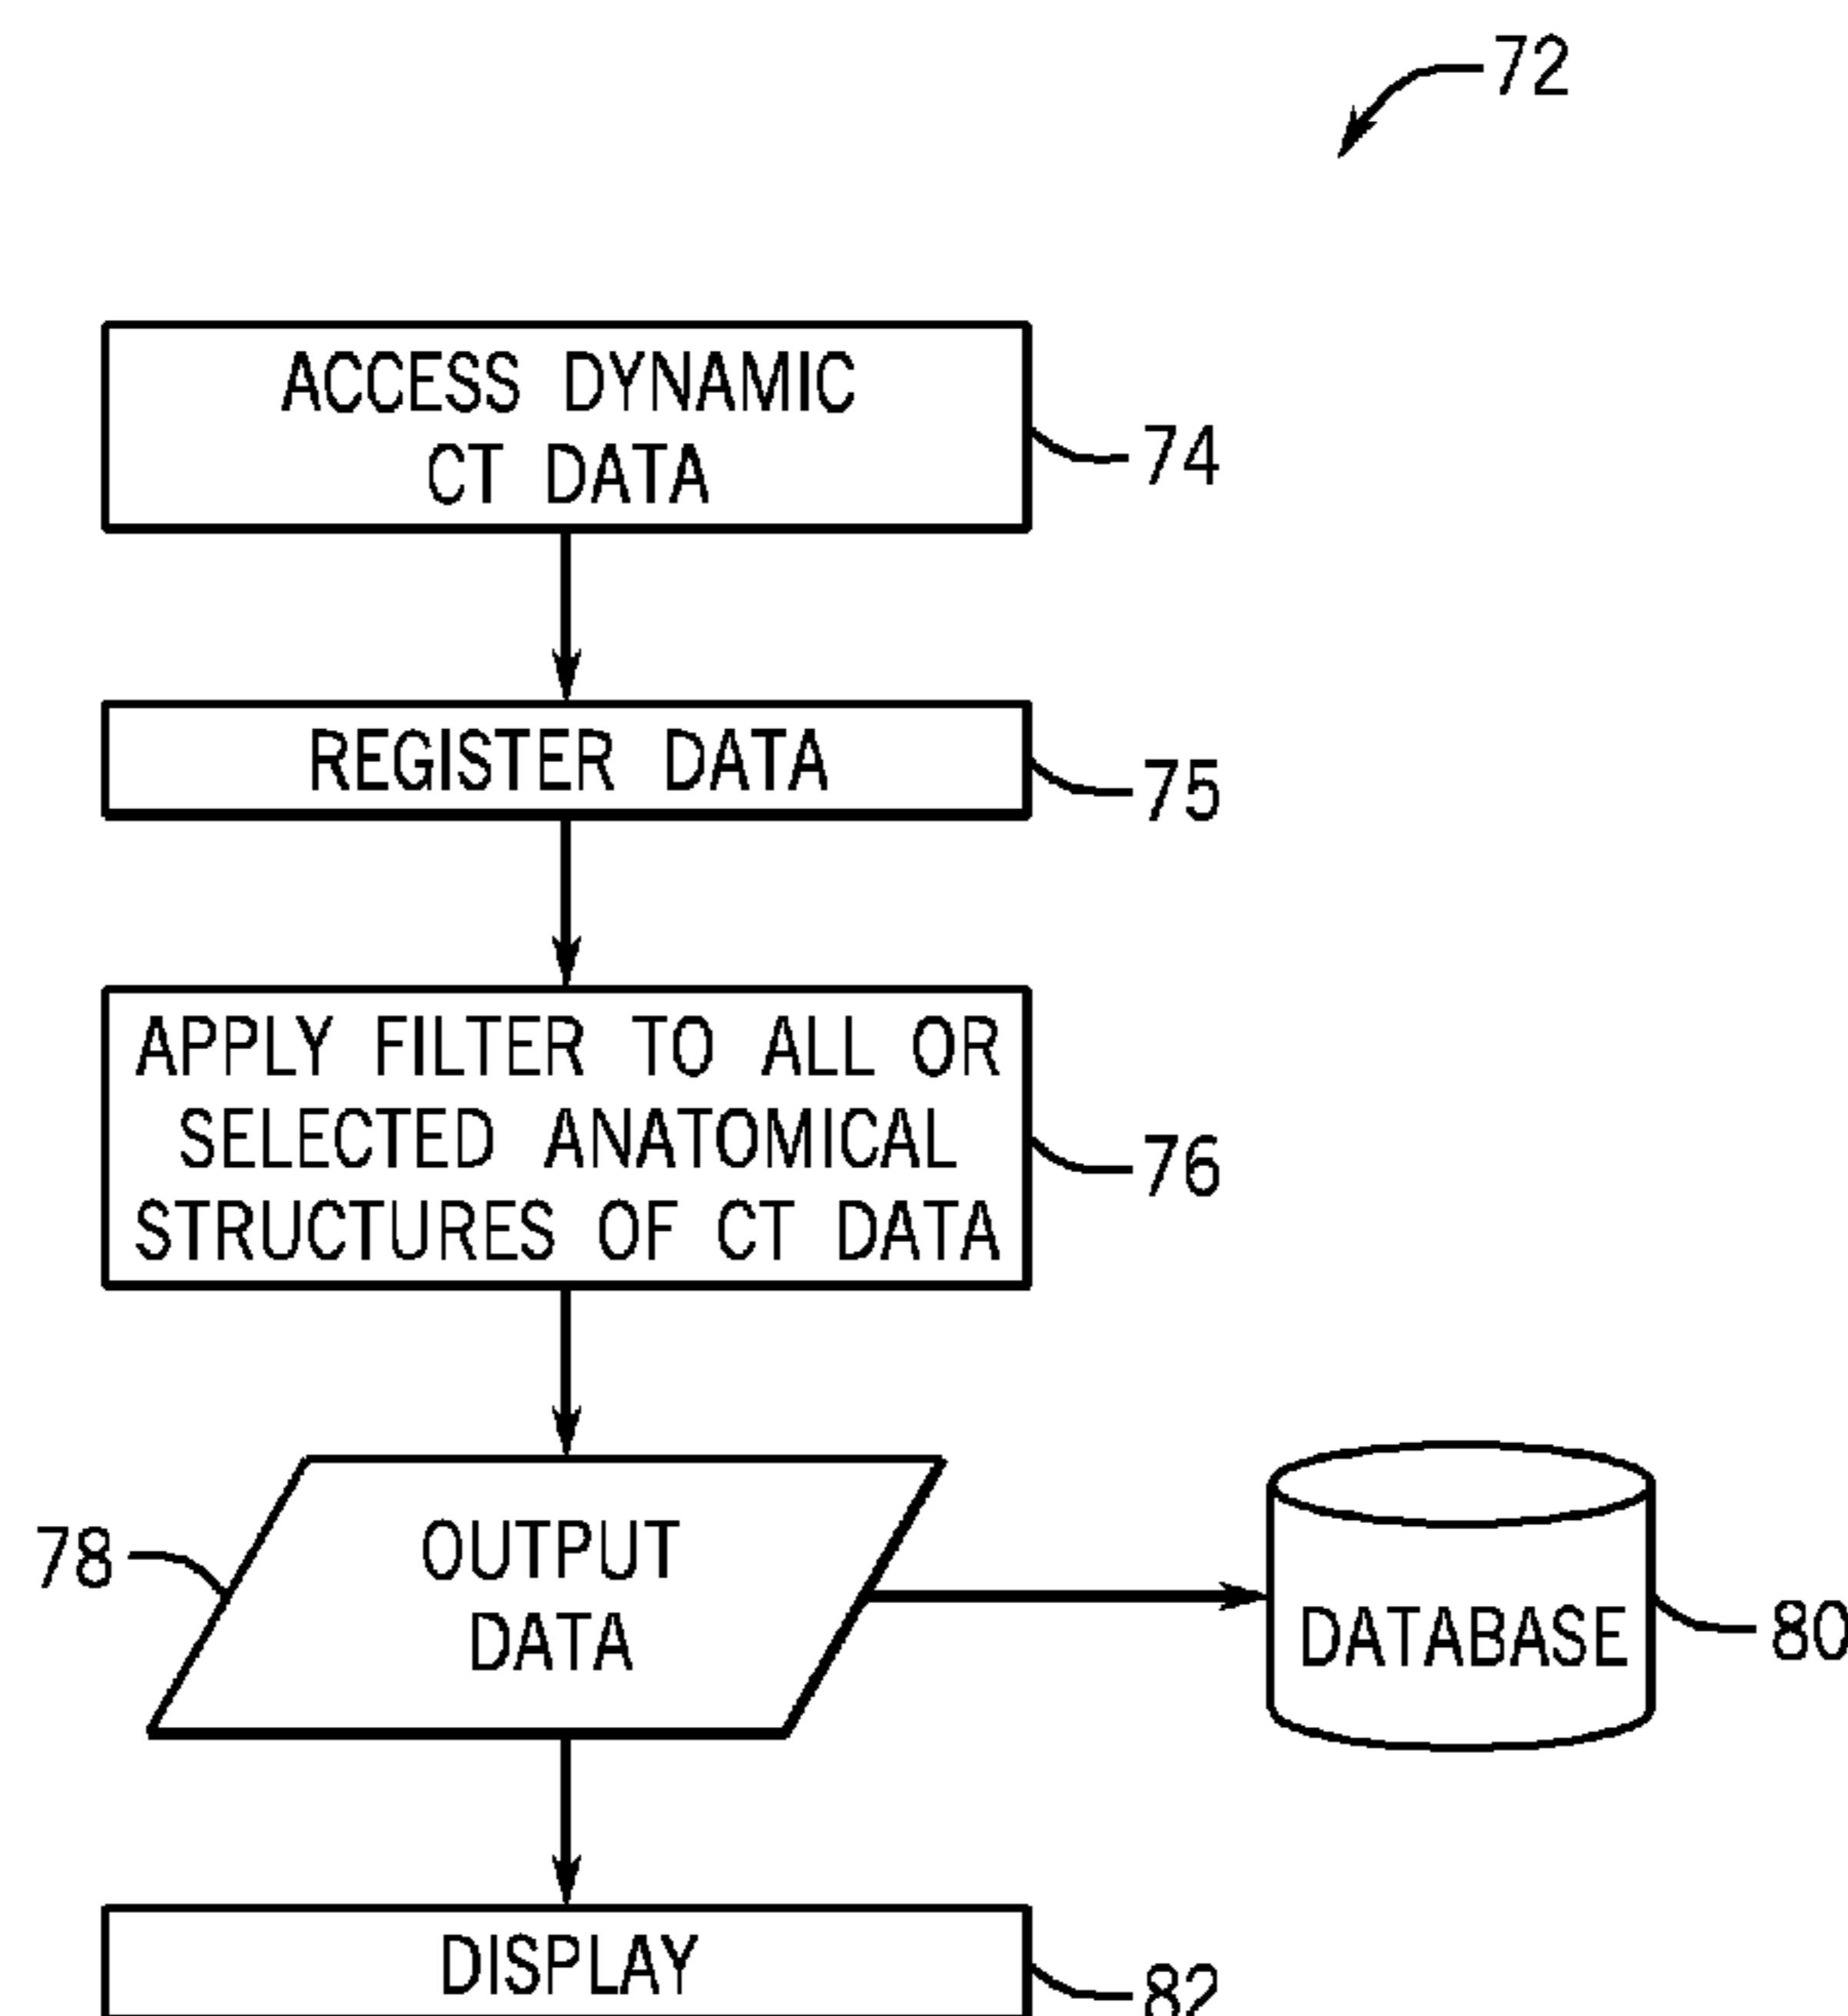 72
ACCESS DYNAMIC
CT DATA
74
REGISTER DATA
75
APPLY FILTER TO ALL OR
SELECTED ANATOMICAL
STRUCTURES OF CT DATA
76
78
OUTPUT
DATA
DATABASE
80
DISPLAY
82